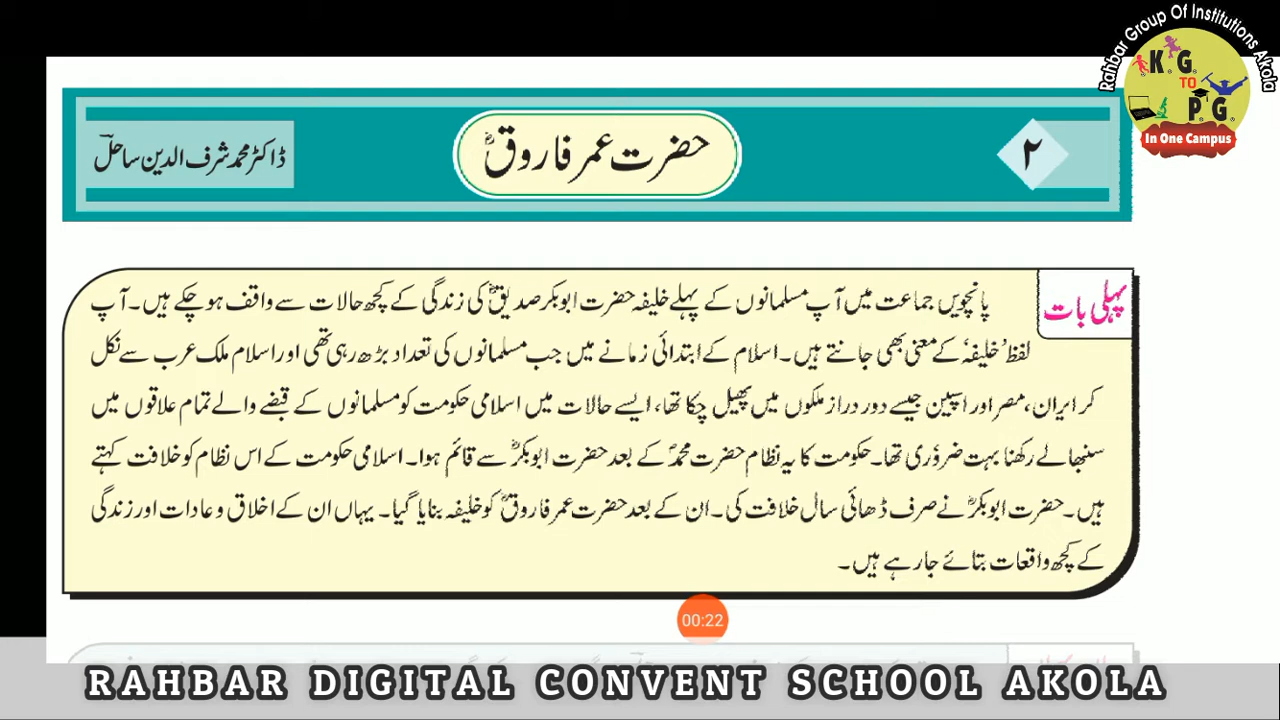 Rahbar Group Of Institutions Akola
K.G.
TO
P.G.
In One Campus
۲
حضرت عمر فاروقؓ
ڈاکٹر محمد شرف الدین ساحلؔ
پہلی بات
پانچویں جماعت میں آپ مسلمانوں کے پہلے خلیفہ حضرت ابوبکر صدیقؓ کی زندگی کے کچھ حالات سے واقف ہو چکے ہیں۔ آپ
لفظ ’خلیفہ‘ کے معنی بھی جانتے ہیں۔ اسلام کے ابتدائی زمانے میں جب مسلمانوں کی تعداد بڑھ رہی تھی اور اسلام ملک عرب سے نکل
کر ایران، مصر اور اسپین جیسے دور دراز ملکوں میں پھیل چکا تھا، ایسے حالات میں اسلامی حکومت کو مسلمانوں کے قبضے والے تمام علاقوں میں
سنبھالے رکھنا بہت ضروری تھا۔ حکومت کا یہ نظام حضرت محمدؐ کے بعد حضرت ابوبکرؓ سے قائم ہوا۔ اسلامی حکومت کے اس نظام کو خلافت کہتے
ہیں۔ حضرت ابوبکرؓ نے صرف ڈھائی سال خلافت کی۔ ان کے بعد حضرت عمر فاروقؓ کو خلیفہ بنایا گیا۔ یہاں ان کے اخلاق و عادات اور زندگی
کے کچھ واقعات بتائے جا رہے ہیں۔
00:22
RAHBAR DIGITAL CONVENT SCHOOL AKOLA